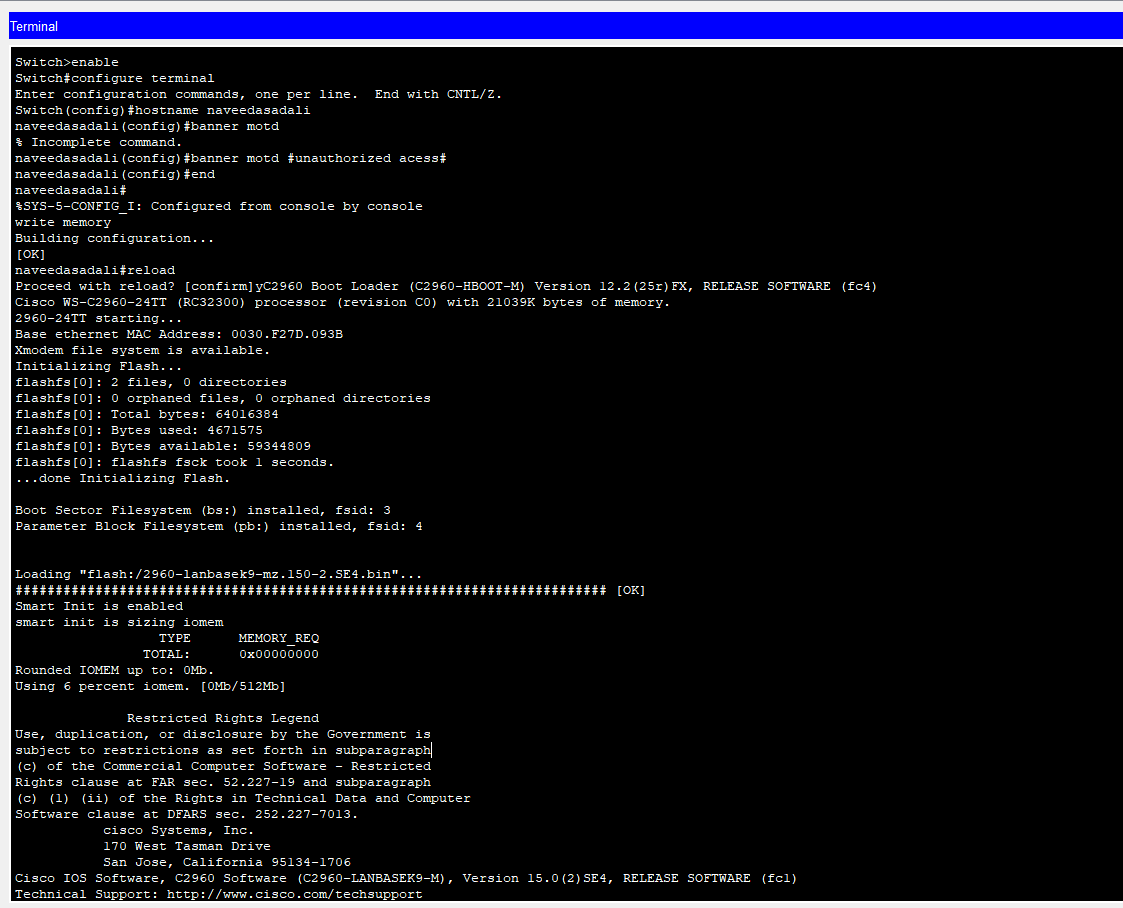 Terminal
Switch>enable
Switch#configure terminal
Enter configuration commands, one per line.  End with CNTL/Z.
Switch(config)#hostname naveedasadali
naveedasadali(config)#banner motd
% Incomplete command.
naveedasadali(config)#banner motd #unauthorized acess#
naveedasadali(config)#end
naveedasadali#
%SYS-5-CONFIG_I: Configured from console by console
write memory
Building configuration...
[OK]
naveedasadali#reload
Proceed with reload? [confirm]yC2960 Boot Loader (C2960-HBOOT-M) Version 12.2(25r)FX, RELEASE SOFTWARE (fc4)
Cisco WS-C2960-24TT (RC32300) processor (revision C0) with 21039K bytes of memory.
2960-24TT starting...
Base ethernet MAC Address: 0030.F27D.093B
Xmodem file system is available.
Initializing Flash...
flashfs[0]: 2 files, 0 directories
flashfs[0]: 0 orphaned files, 0 orphaned directories
flashfs[0]: Total bytes: 64016384
flashfs[0]: Bytes used: 4671575
flashfs[0]: Bytes available: 59344809
flashfs[0]: flashfs fsck took 1 seconds.
...done Initializing Flash.
Boot Sector Filesystem (bs:) installed, fsid: 3
Parameter Block Filesystem (pb:) installed, fsid: 4
Loading "flash:/2960-lanbasek9-mz.150-2.SE4.bin"...
########################################################################## [OK]
Smart Init is enabled
smart init is sizing iomem
                  TYPE      MEMORY_REQ
                TOTAL:      0x00000000
Rounded IOMEM up to: 0Mb.
Using 6 percent iomem. [0Mb/512Mb]
              Restricted Rights Legend
Use, duplication, or disclosure by the Government is
subject to restrictions as set forth in subparagraph
(c) of the Commercial Computer Software - Restricted
Rights clause at FAR sec. 52.227-19 and subparagraph
(c) (1) (ii) of the Rights in Technical Data and Computer
Software clause at DFARS sec. 252.227-7013.
           cisco Systems, Inc.
           170 West Tasman Drive
           San Jose, California 95134-1706
Cisco IOS Software, C2960 Software (C2960-LANBASEK9-M), Version 15.0(2)SE4, RELEASE SOFTWARE (fc1)
Technical Support: http://www.cisco.com/techsupport